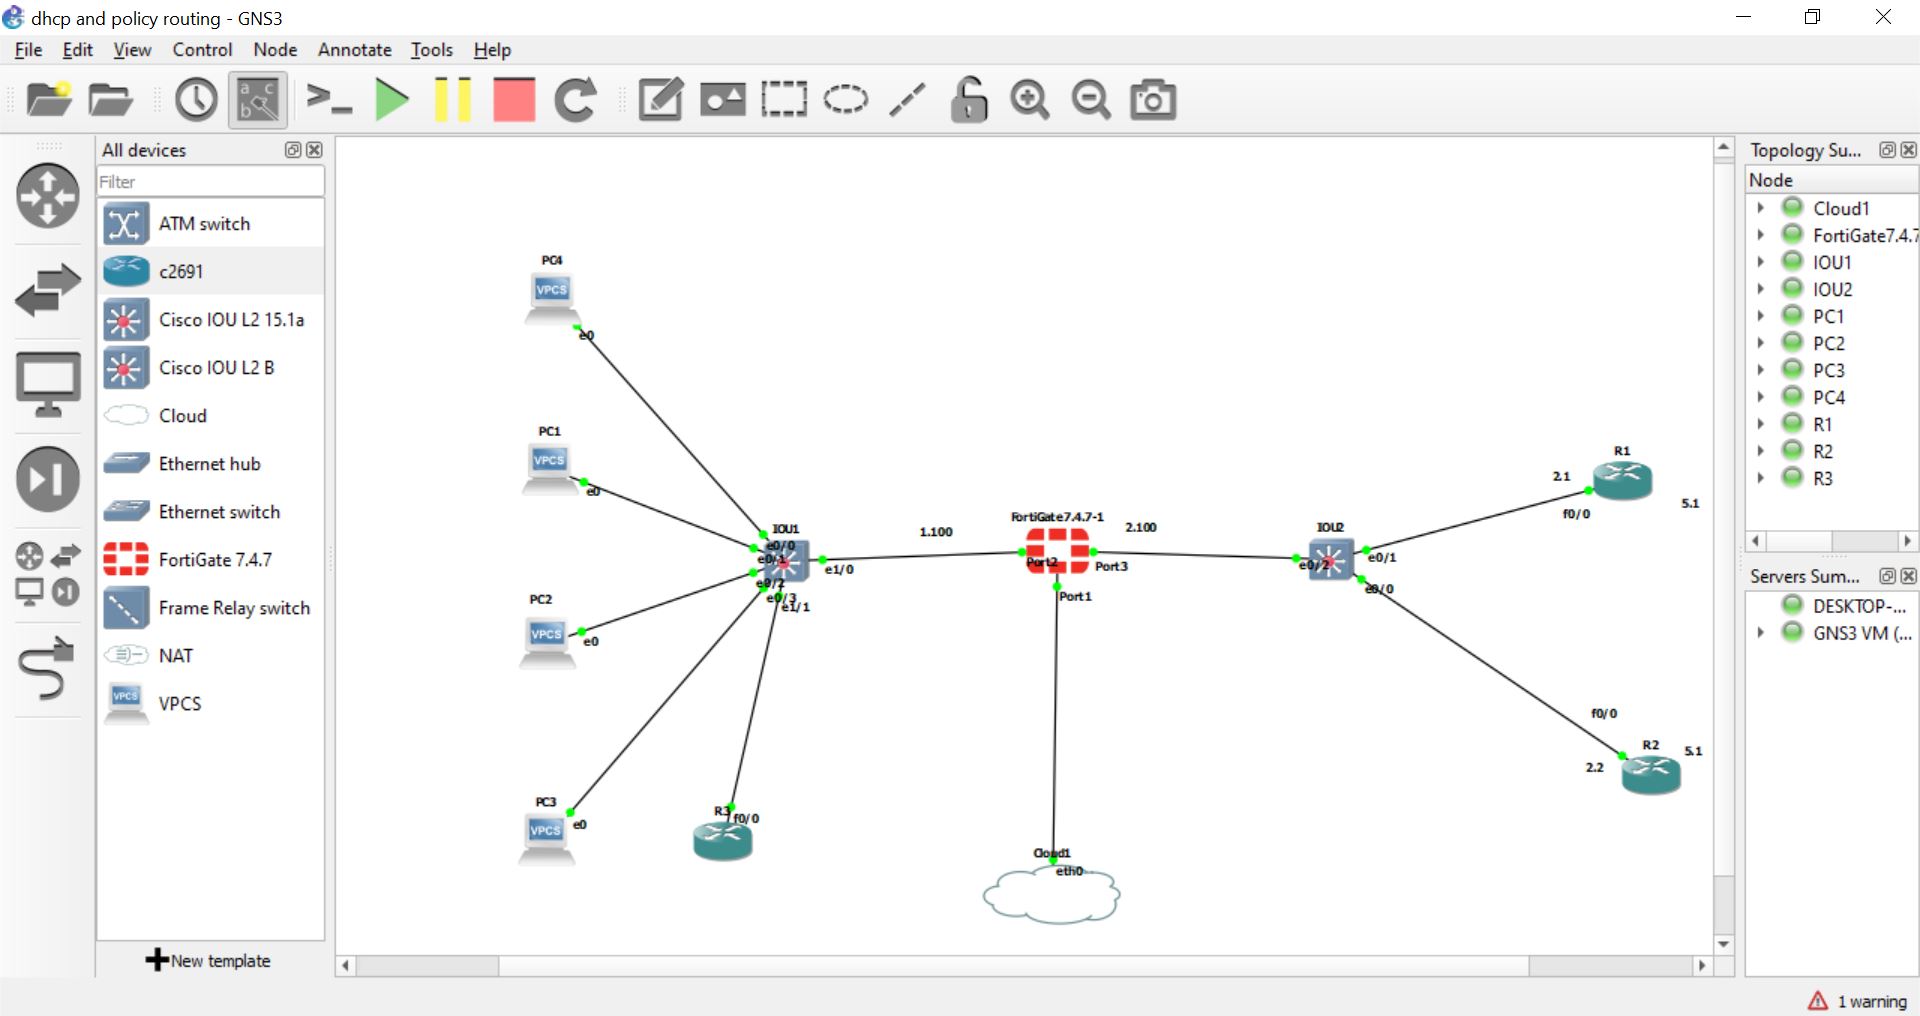 dhcp and policy routing - GNS3
File Edit View Control Node Annotate Tools Help
All devices
Filter
ATM switch
c2691
Cisco IOU L2 15.1a
Cisco IOU L2 B
Cloud
Ethernet hub
Ethernet switch
FortiGate 7.4.7
Frame Relay switch
NAT
VPCS
VPCS
New template
PC4
VPCS
e0
PC1
VPCS
e0
PC2
VPCS
e0
PC3
VPCS
e0
R3
f0/0
IOU1
e0/0
e0/1
e0/2
e0/3
e1/1
e1/0
1.100
FortiGate7.4.7-1
Port2
Port3
Port1
2.100
Cloud1
eth0
IOU2
e0/2
e0/1
e0/0
R1
2.1
f0/0
5.1
f0/0
R2
5.1
2.2
Topology Su...
Node
Cloud1
FortiGate7.4.7
IOU1
IOU2
PC1
PC2
PC3
PC4
R1
R2
R3
Servers Sum...
DESKTOP-...
GNS3 VM (...
1 warning